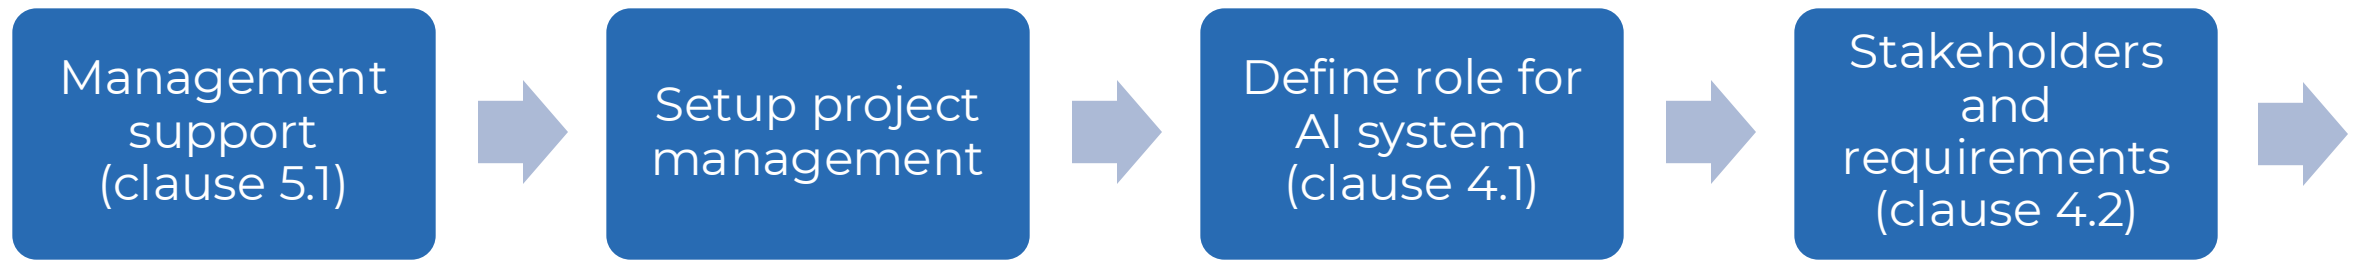 Management
support
(clause 5.1)
Setup project
management
Define role for
AI system
(clause 4.1)
Stakeholders
and
requirements
(clause 4.2)